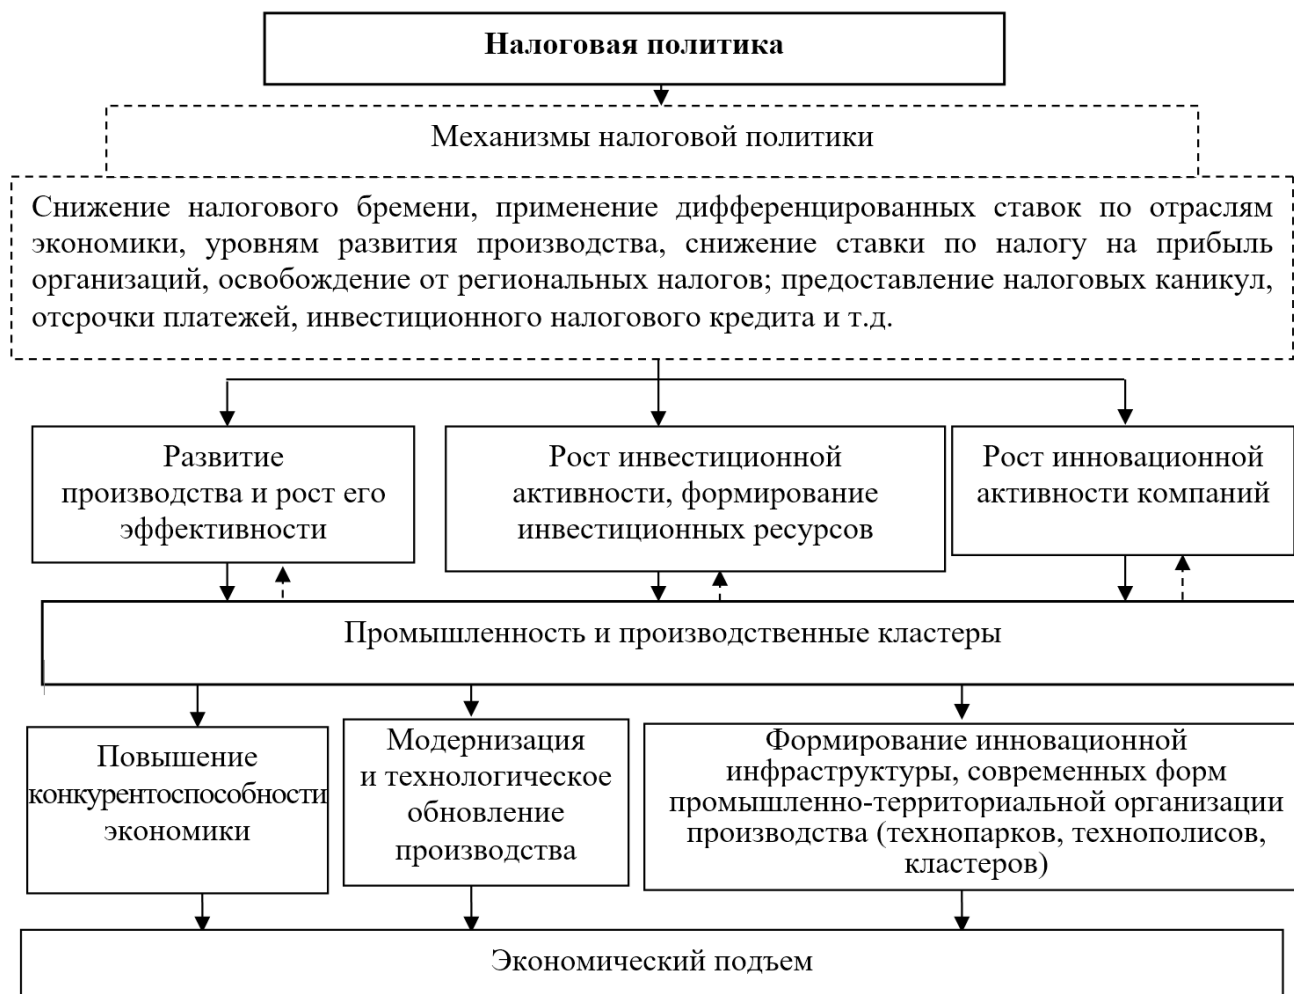 Налоговая политика
Механизмы налоговой политики
Снижение налогового бремени, применение дифференцированных ставок по отраслям
экономики, уровням развития производства, снижение ставки по налогу на прибыль
организаций, освобождение от региональных налогов; предоставление налоговых каникул,
отсрочки платежей, инвестиционного налогового кредита и т.д.
Развитие
производства и рост его
эффективности
Рост инвестиционной
активности, формирование
инвестиционных ресурсов
Рост инновационной
активности компаний
Промышленность и производственные кластеры
Повышение
конкурентоспособности
экономики
Модернизация
и технологическое
обновление
производства
Формирование инновационной
инфраструктуры, современных форм
промышленно-территориальной организации
производства (технопарков, технополисов,
кластеров)
Экономический подъем